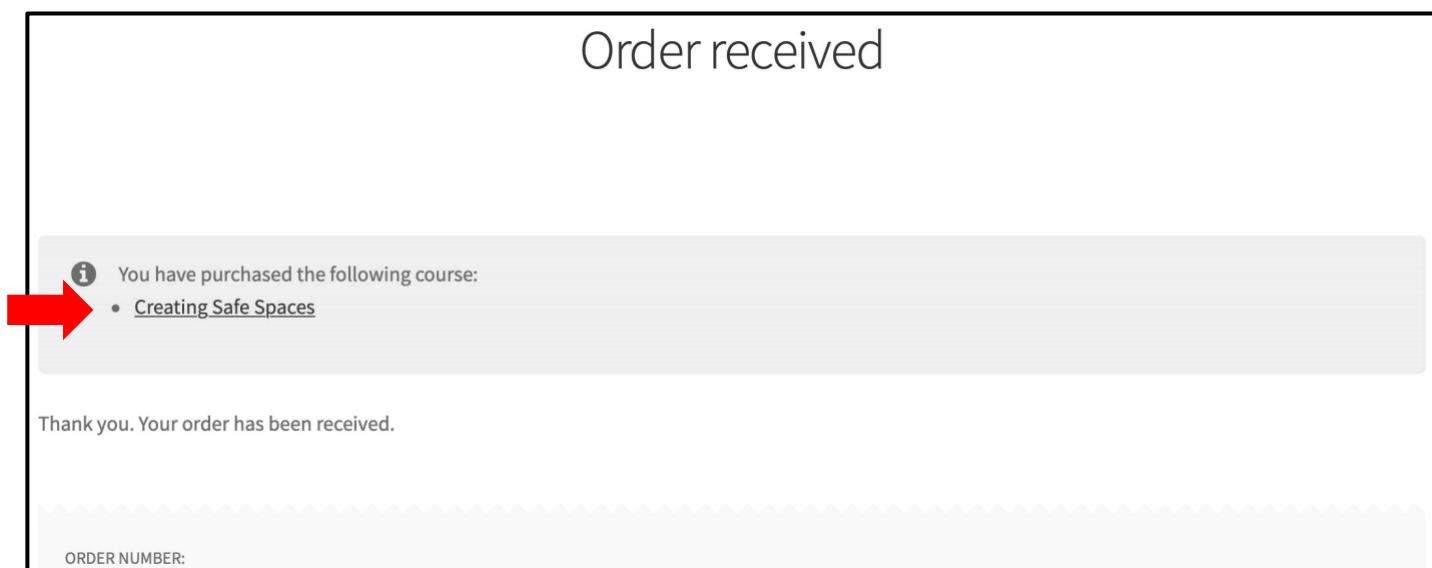 Order received
You have purchased the following course:
• Creating Safe Spaces
Thank you. Your order has been received.
ORDER NUMBER: